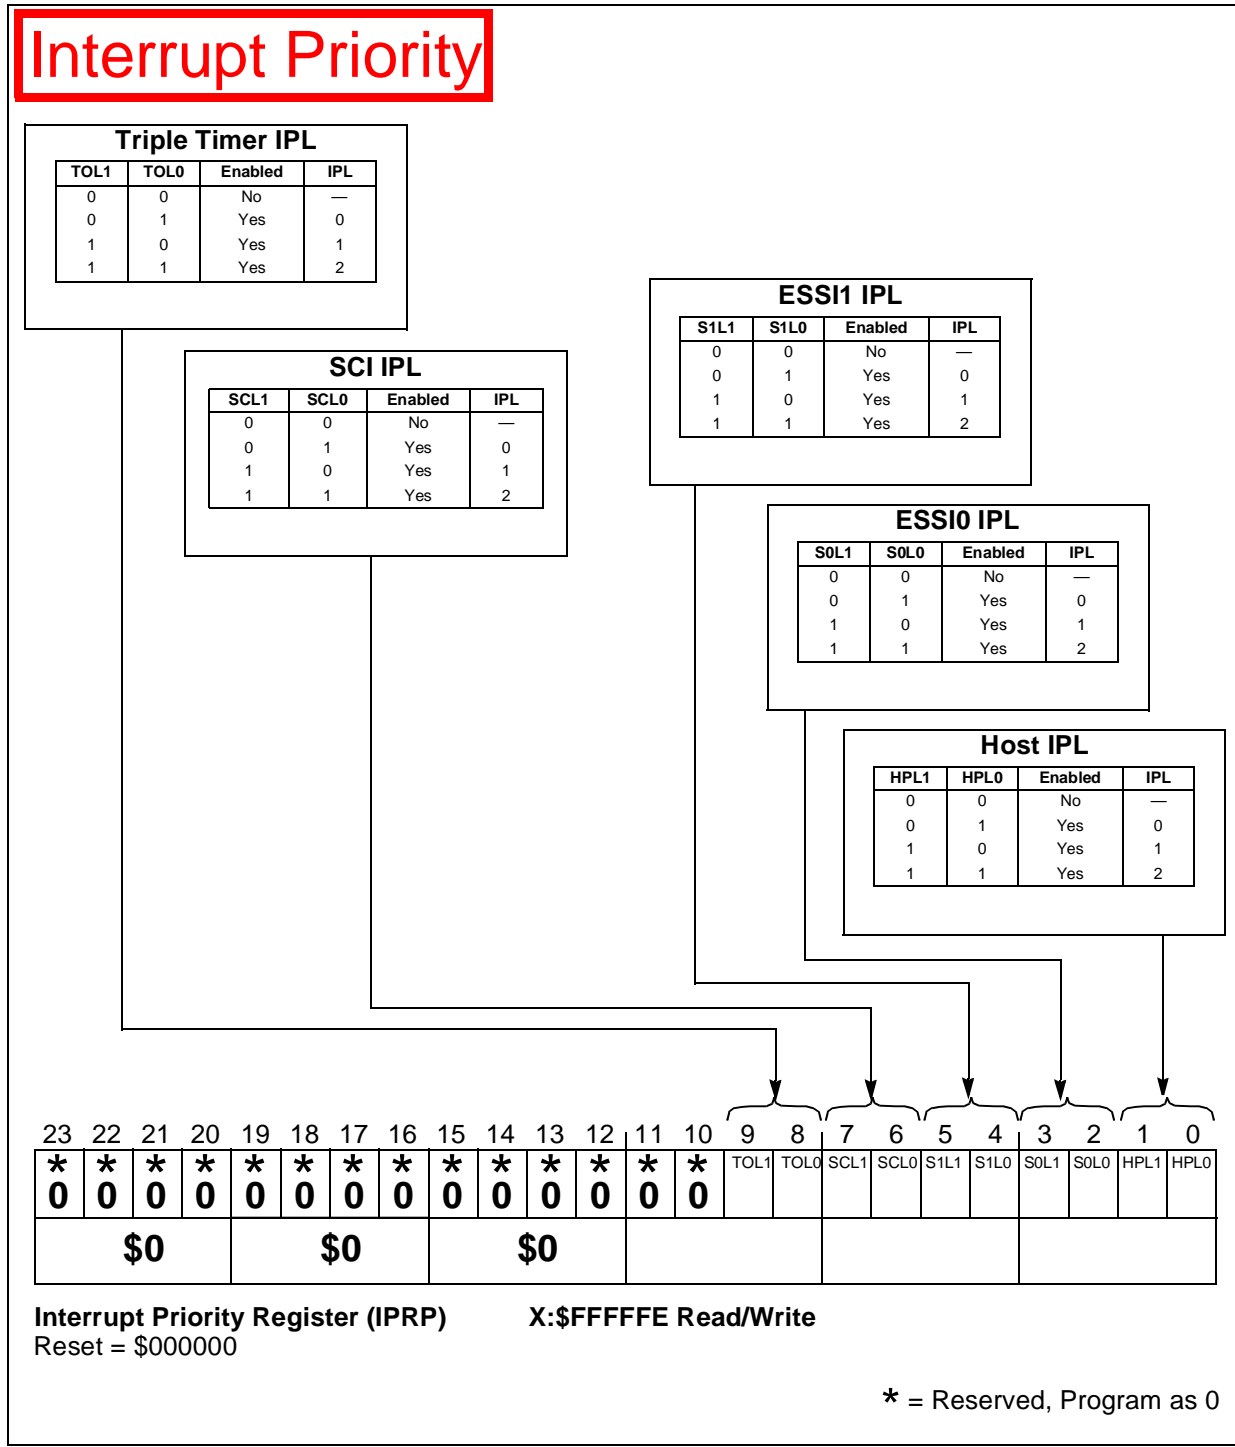 Interrupt Priority
Triple Timer IPL
TOL1 TOL0 Enabled IPL
0 0 No —
0 1 Yes 0
1 0 Yes 1
1 1 Yes 2
SCI IPL
SCL1 SCL0 Enabled IPL
0 0 No —
0 1 Yes 0
1 0 Yes 1
1 1 Yes 2
ESSI1 IPL
S1L1 S1L0 Enabled IPL
0 0 No —
0 1 Yes 0
1 0 Yes 1
1 1 Yes 2
ESSI0 IPL
S0L1 S0L0 Enabled IPL
0 0 No —
0 1 Yes 0
1 0 Yes 1
1 1 Yes 2
Host IPL
HPL1 HPL0 Enabled IPL
0 0 No —
0 1 Yes 0
1 0 Yes 1
1 1 Yes 2
23 22 21 20 19 18 17 16 15 14 13 12 11 10 9 8 7 6 5 4 3 2 1 0
* * * * * * * * * * * * * * TOL1 TOL0 SCL1 SCL0 S1L1 S1L0 S0L1 S0L0 HPL1 HPL0
0 0 0 0 0 0 0 0 0 0 0 0 0 0
$0 $0 $0
Interrupt Priority Register (IPRP) X:$FFFFFE Read/Write
Reset = $000000
* = Reserved, Program as 0